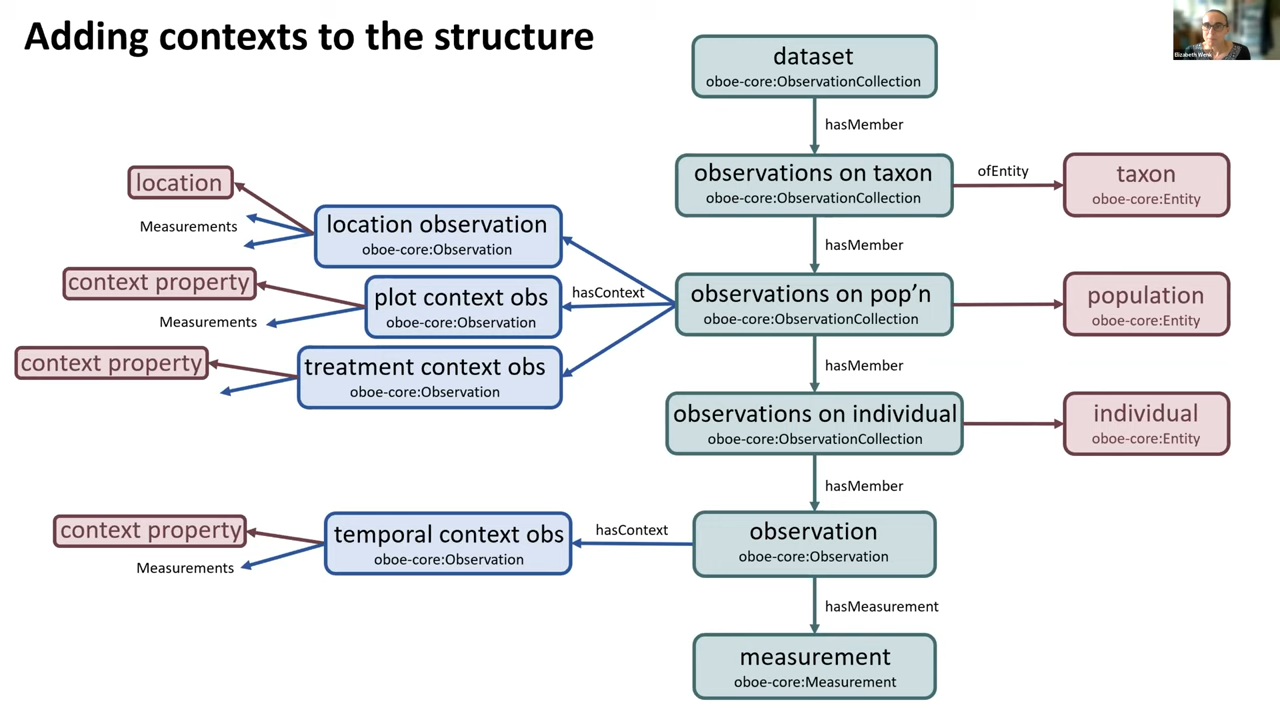 Adding contexts to the structure
Elizabeth Wenk
dataset
oboe-core:ObservationCollection
hasMember
observations on taxon
oboe-core:ObservationCollection
ofEntity
taxon
oboe-core:Entity
hasMember
location
Measurements
location observation
oboe-core:Observation
context property
Measurements
plot context obs
oboe-core:Observation
hasContext
observations on pop’n
oboe-core:ObservationCollection
population
oboe-core:Entity
context property
treatment context obs
oboe-core:Observation
hasMember
observations on individual
oboe-core:ObservationCollection
individual
oboe-core:Entity
hasMember
context property
Measurements
temporal context obs
oboe-core:Observation
hasContext
observation
oboe-core:Observation
hasMeasurement
measurement
oboe-core:Measurement